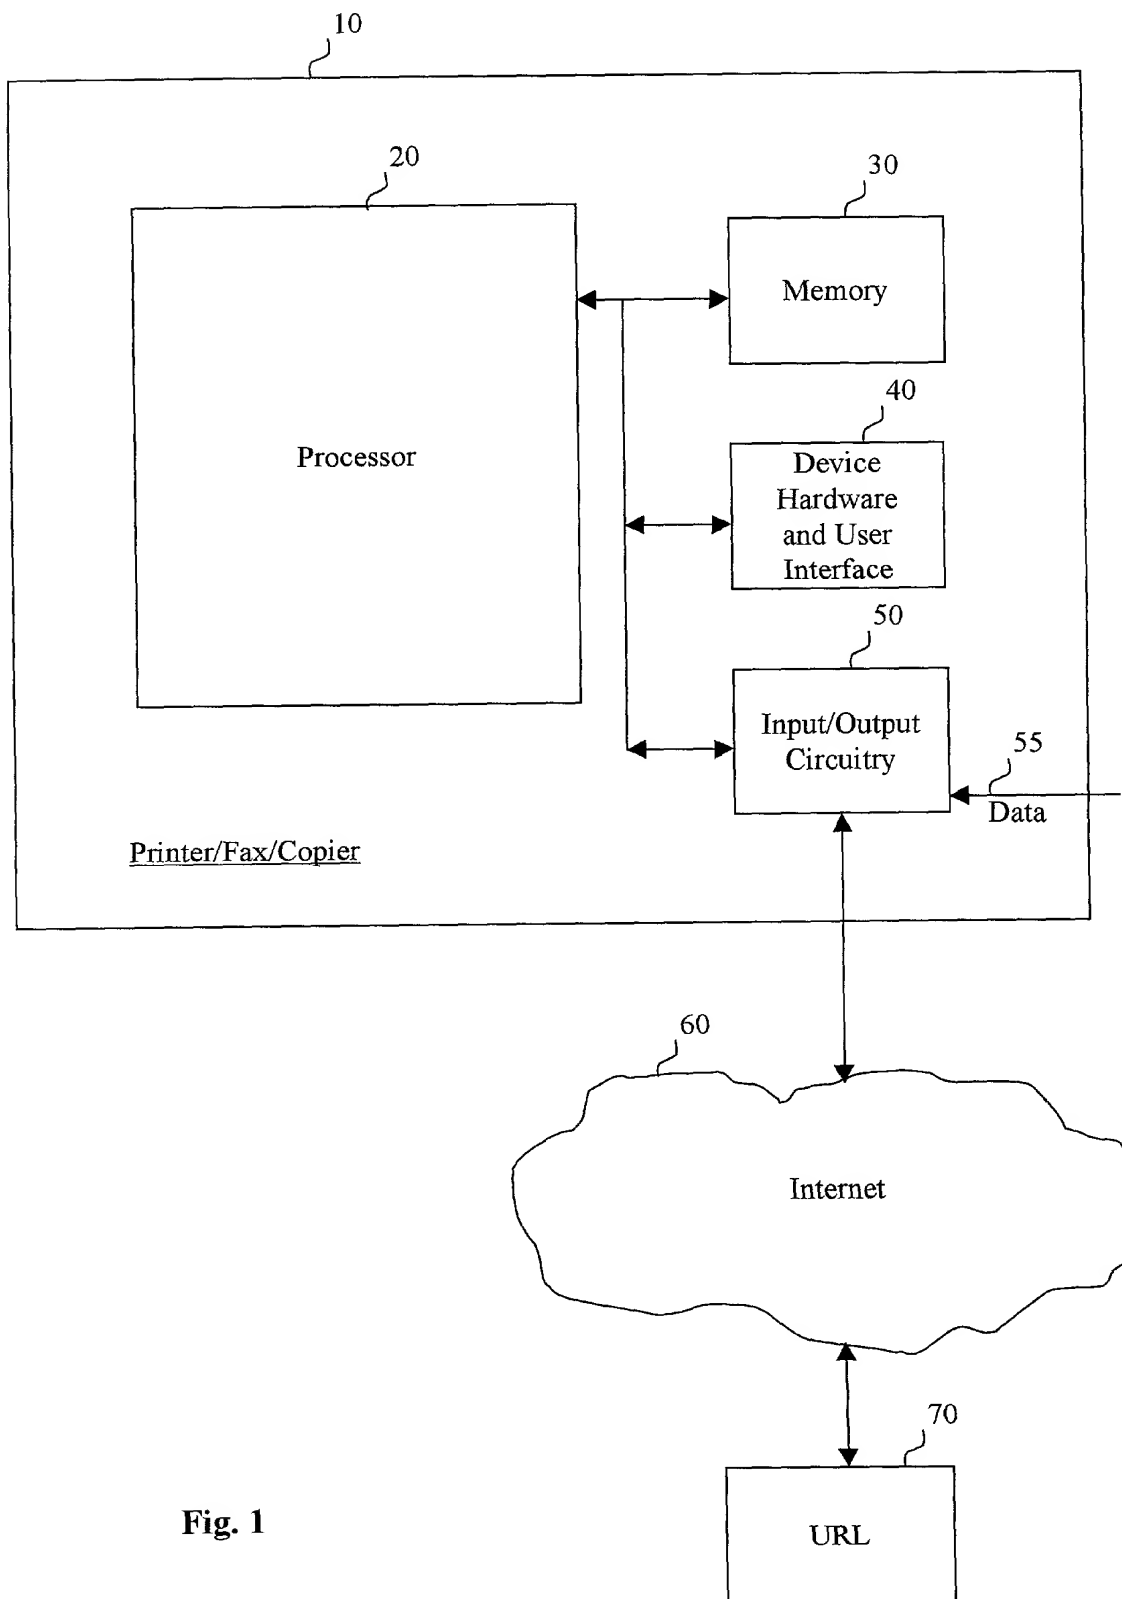 10
20
30
Memory
40
Processor
Device
Hardware
and User
Interface
50
Input/Output
Circuitry
55
Data
Printer/Fax/Copier
60
Internet
70
Fig. 1
URL